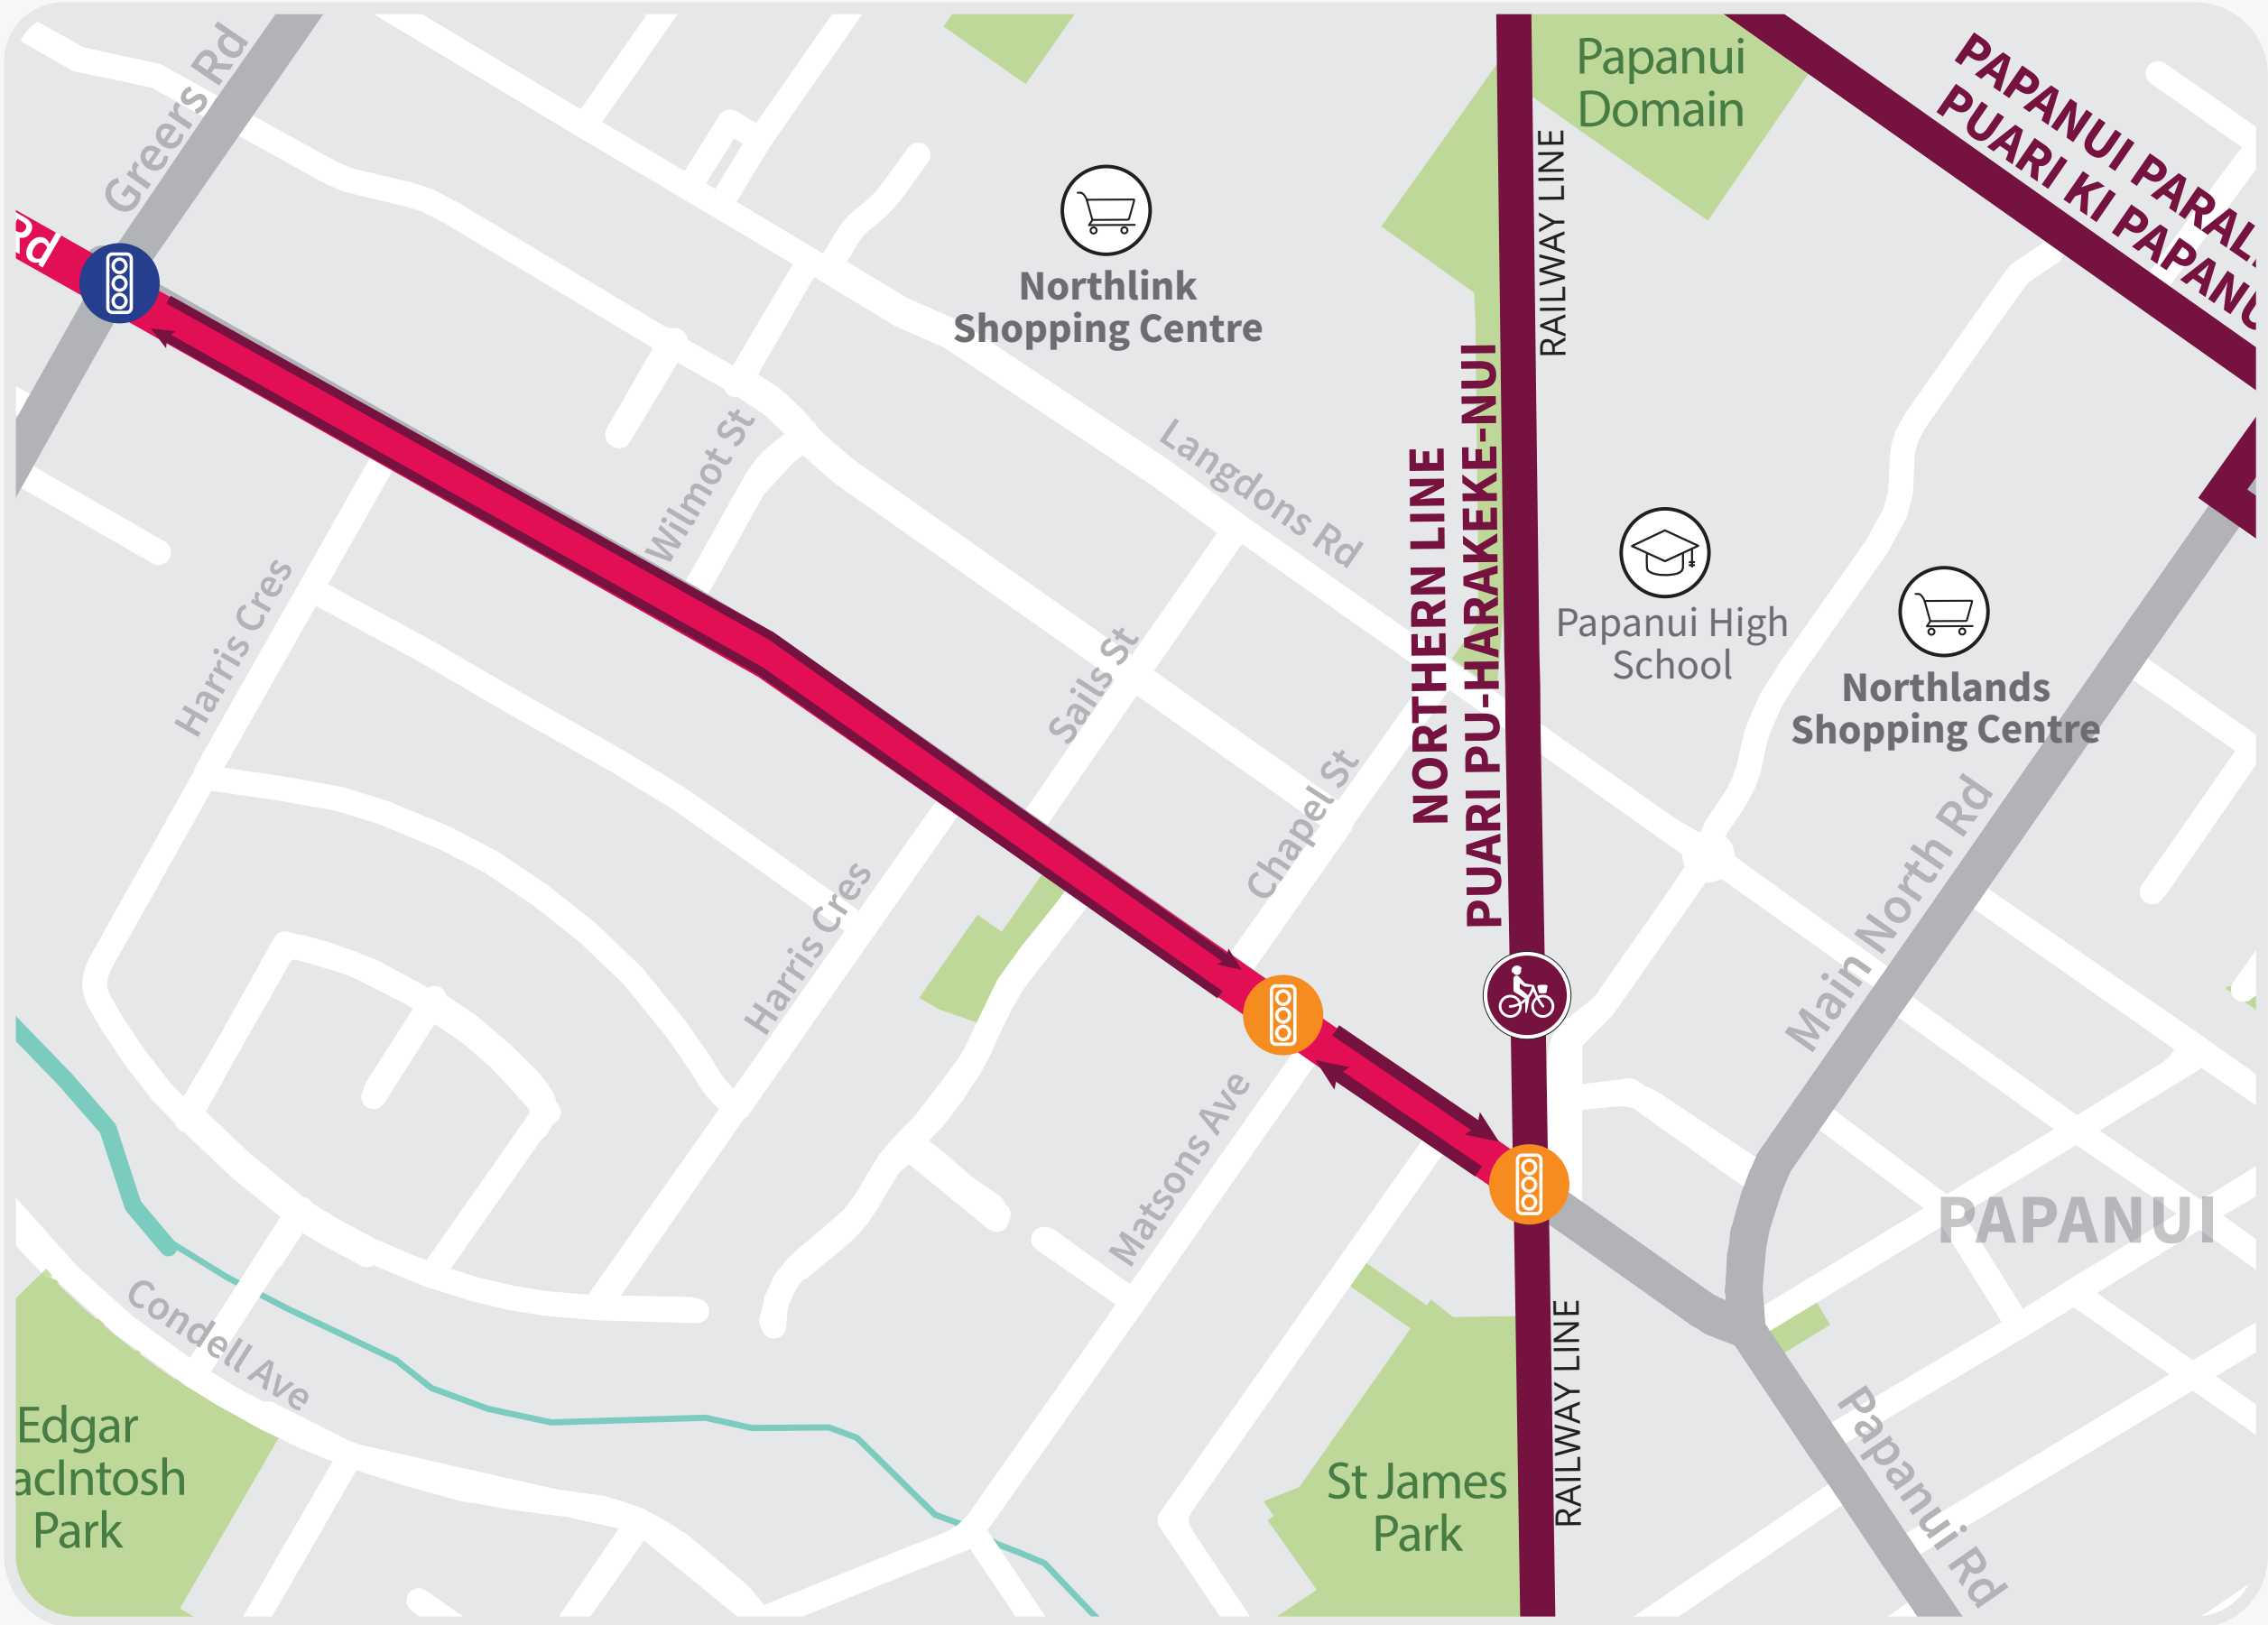 Greers Rd
Rd
Papanui
Domain
PAPANUI PARAL
PUARI KI PAPANU
RAILWAY LINE
Northlink
Shopping Centre
Langdons Rd
Wilmot St
NORTHERN LINE
PUARI PU-HARAKEKE-NUI
Papanui High
School
Northlands
Shopping Centre
Harris Cres
Sails St
Chapel St
Main North Rd
Harris Cres
Matsons Ave
PAPANUI
Condell Ave
RAILWAY LINE
Edgar
acIntosh
Park
St James
Park
Papanui Rd